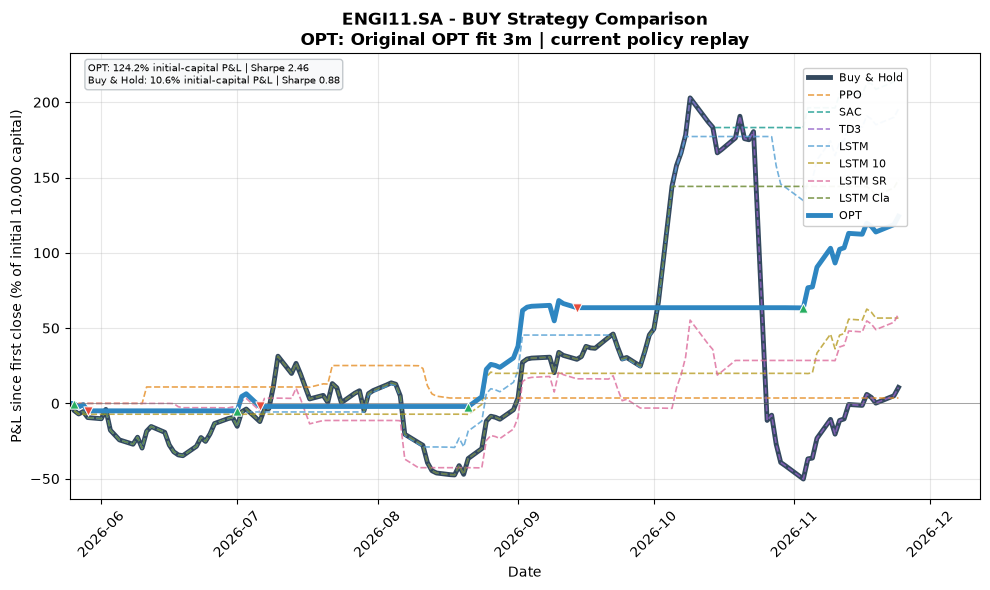 ENGI11.SA - BUY Strategy Comparison
OPT: Original OPT fit 3m | current policy replay
OPT: 124.2% initial-capital P&L | Sharpe 2.46
Buy & Hold: 10.6% initial-capital P&L | Sharpe 0.88
Buy & Hold
PPO
SAC
TD3
LSTM
LSTM 10
LSTM SR
LSTM Cla
OPT
P&L since first close (% of initial 10,000 capital)
200
150
100
50
0
−50
2026-06
2026-07
2026-08
2026-09
2026-10
2026-11
2026-12
Date